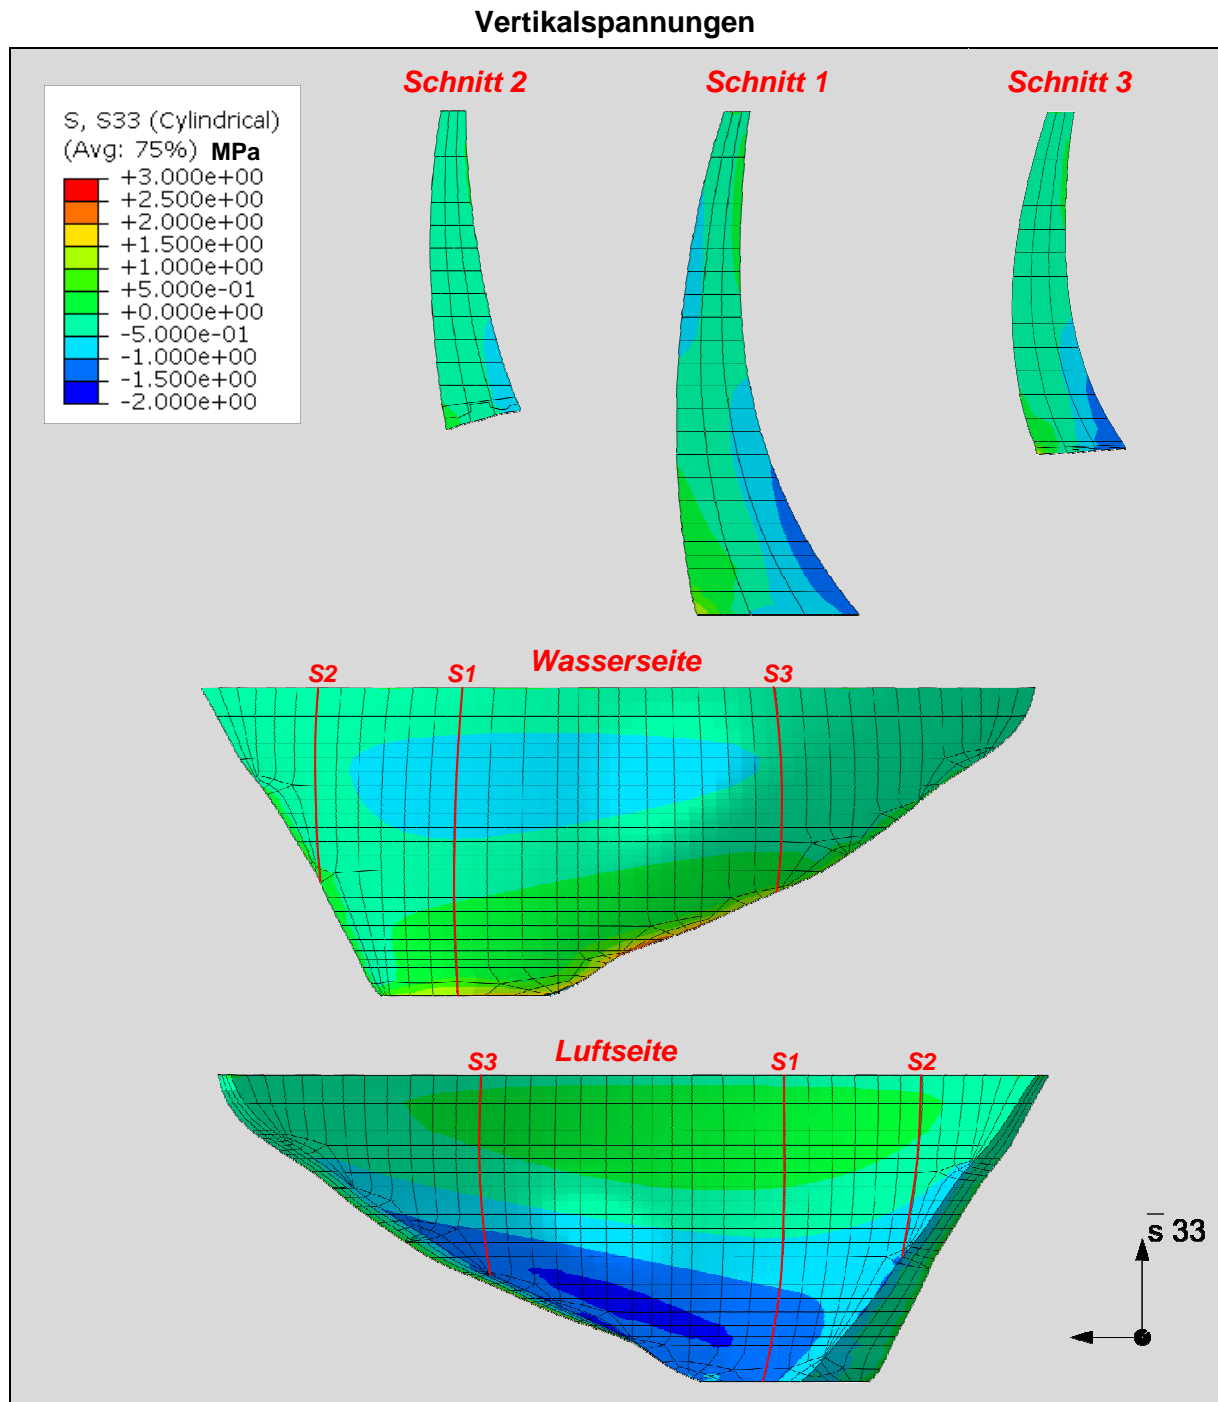 Vertikalspannungen
Schnitt 2
Schnitt 1
Schnitt 3
S, S33 (Cylindrical)
(Avg: 75%) MPa
+3.000e+00
+2.500e+00
+2.000e+00
+1.500e+00
+1.000e+00
+5.000e-01
+0.000e+00
-5.000e-01
-1.000e+00
-1.500e+00
-2.000e+00
Wasserseite
S2
S1
S3
Luftseite
S3
S1
S2
s̅ 33